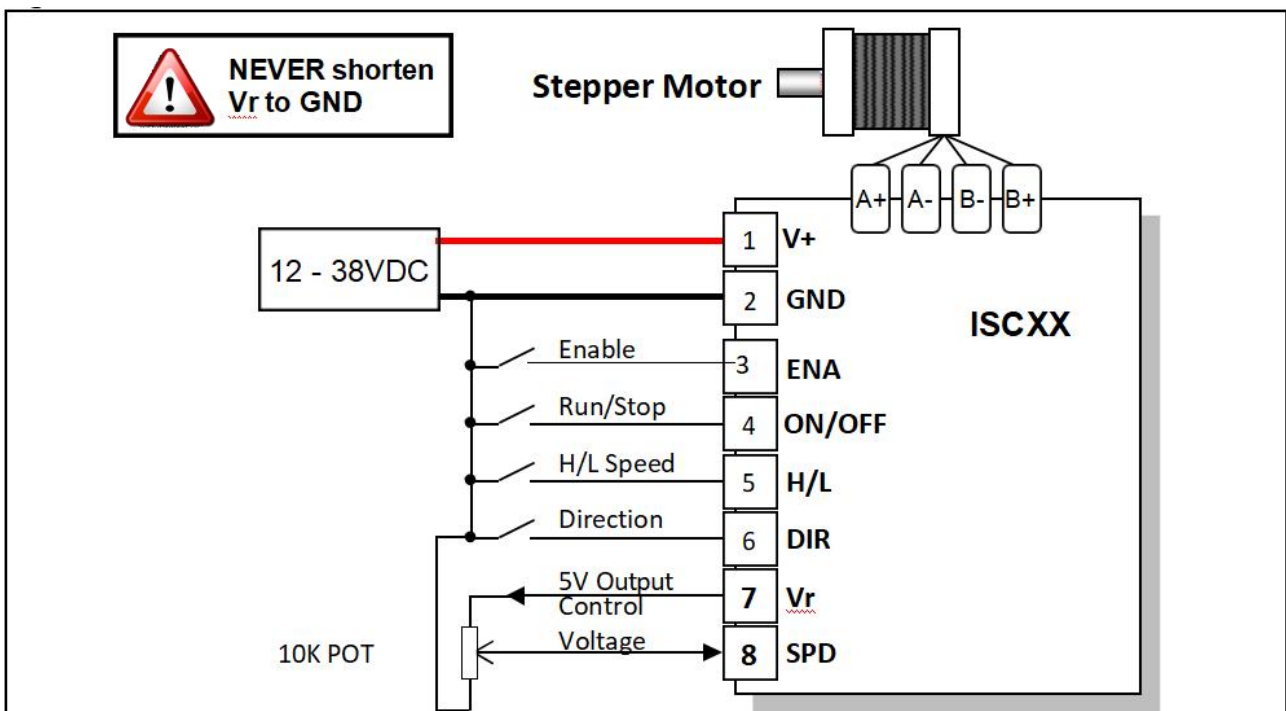 NEVER shorten
Vr to GND
Stepper Motor
A+ A- B- B+
12 - 38VDC
1 V+
2 GND
ISCXX
Enable 3 ENA
Run/Stop 4 ON/OFF
H/L Speed 5 H/L
Direction 6 DIR
5V Output 7 Vr
Control
Voltage 8 SPD
10K POT